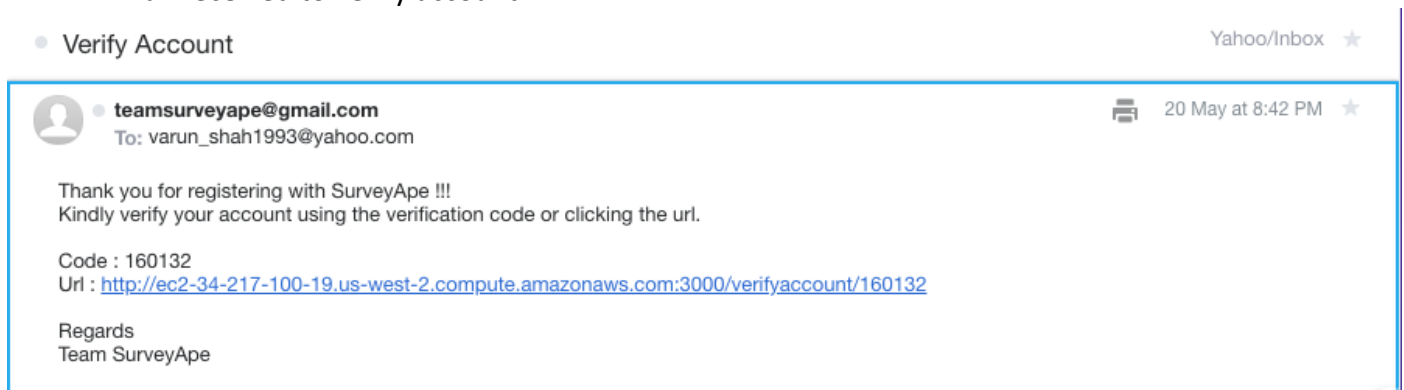 Verify Account
Yahoo/Inbox
teamsurveyape@gmail.com
20 May at 8:42 PM
To: varun_shah1993@yahoo.com
Thank you for registering with SurveyApe !!!
Kindly verify your account using the verification code or clicking the url.
Code : 160132
Url : http://ec2-34-217-100-19.us-west-2.compute.amazonaws.com:3000/verifyaccount/160132
Regards
Team SurveyApe